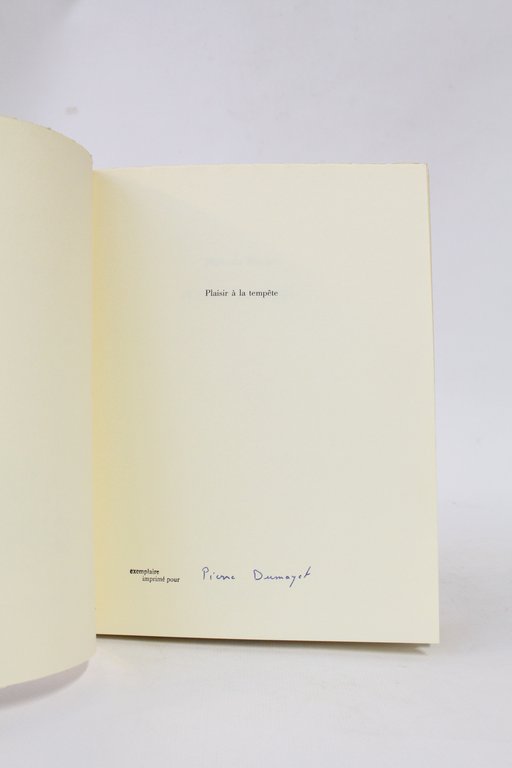 Plaisir à la tempête
exemplaire
imprimé pour Pierre Dumayet